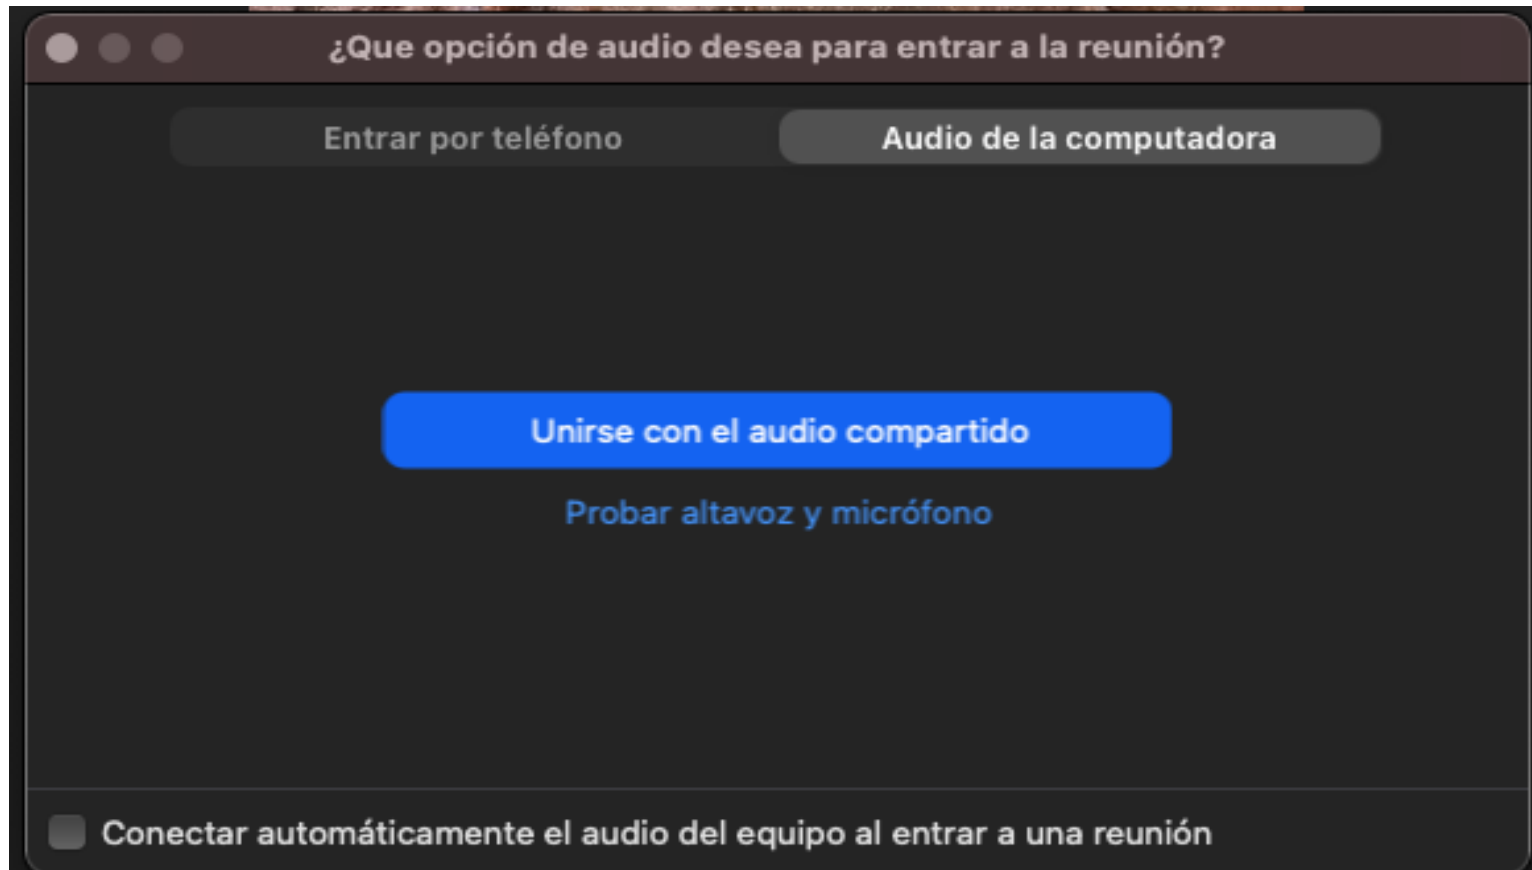 ¿Que opción de audio desea para entrar a la reunión?
Entrar por teléfono
Audio de la computadora
Unirse con el audio compartido
Probar altavoz y micrófono
Conectar automáticamente el audio del equipo al entrar a una reunión